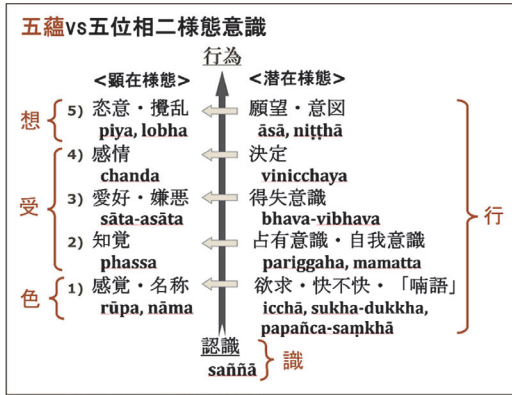 五蘊vs五位相二様態意識
行為
<顕在様態> <潜在様態>
想 5) 恣意・攪乱 願望・意図
piya, lobha āsā, niṭṭhā
4) 感情 決定
chanda vinicchaya
受 3) 愛好・嫌悪 得失意識 行
sāta-asāta bhava-vibhava
2) 知覚 占有意識・自我意識
phassa pariggaha, mamatta
色 1) 感覚・名称 欲求・快不快・「喃語」
rūpa, nāma icchā, sukha-dukkha,
papañca-saṃkhā
認識
saññā 識